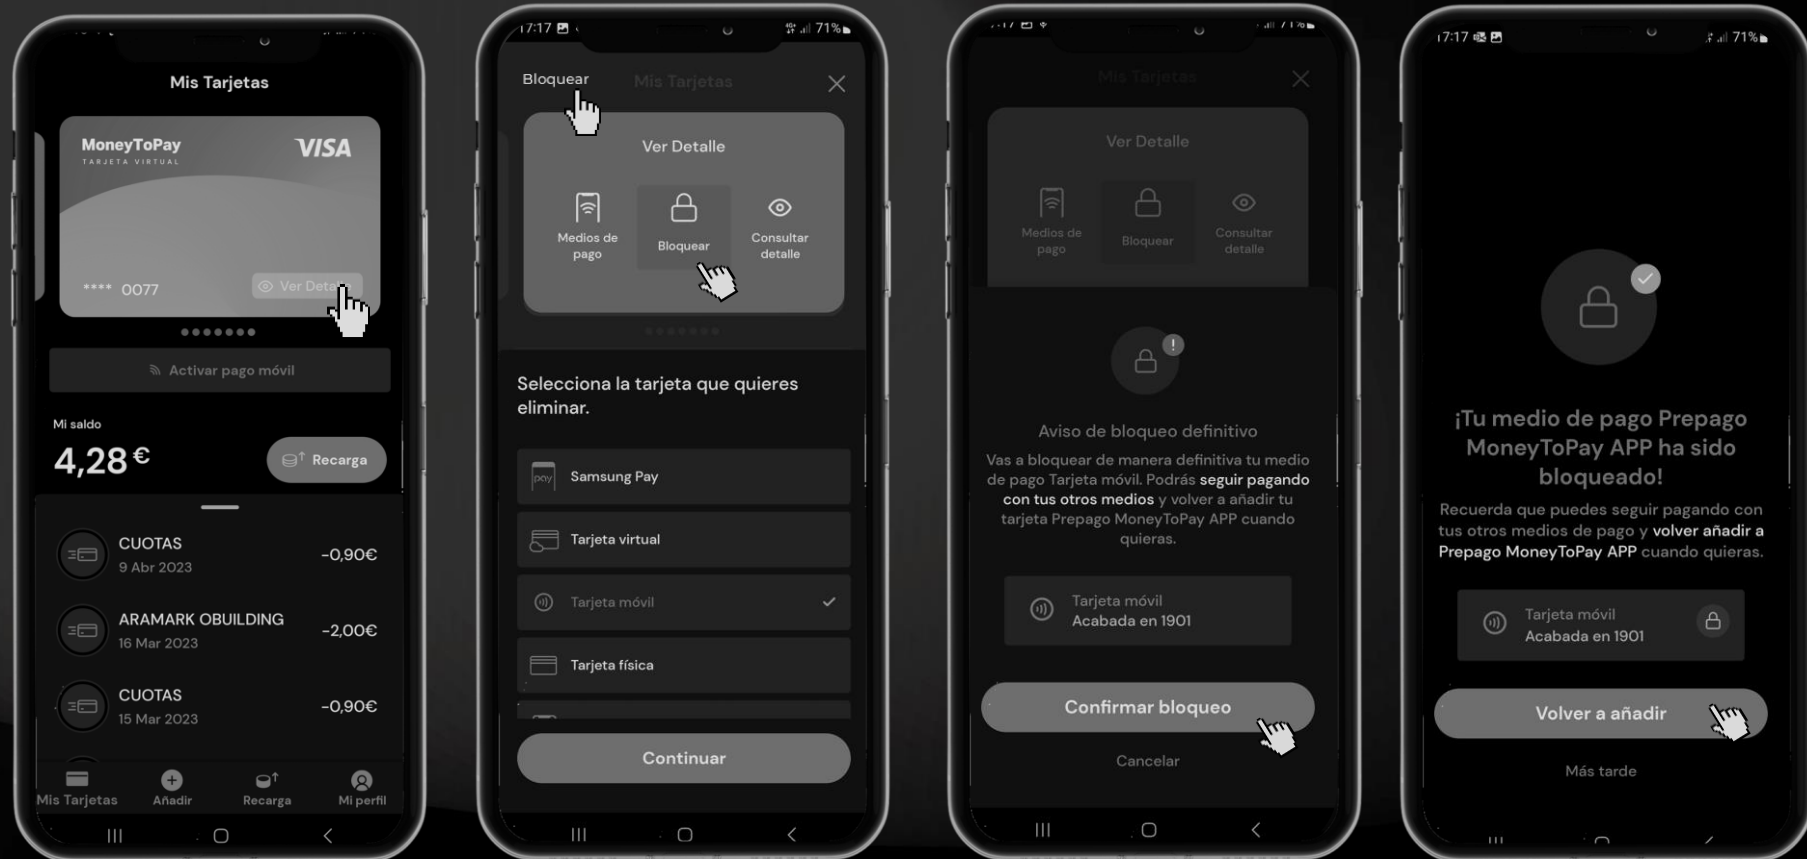 Mis Tarjetas
MoneyToPay
TARJETA VIRTUAL
VISA
**** 0077
Ver Detalle
Activar pago móvil
Mi saldo
4,28 €
Recarga
CUOTAS
9 Abr 2023
-0,90€
ARAMARK OBUILDING
16 Mar 2023
-2,00€
CUOTAS
15 Mar 2023
-0,90€
Mis Tarjetas
Añadir
Recarga
Mi perfil
17:17
71%
Bloquear
Mis Tarjetas
Ver Detalle
Medios de
pago
Bloquear
Consultar
detalle
Selecciona la tarjeta que quieres
eliminar.
pay
Samsung Pay
Tarjeta virtual
Tarjeta móvil
Tarjeta física
Continuar
71%
Mis Tarjetas
Ver Detalle
Medios de
pago
Bloquear
Consultar
detalle
Aviso de bloqueo definitivo
Vas a bloquear de manera definitiva tu medio
de pago Tarjeta móvil. Podrás seguir pagando
con tus otros medios y volver a añadir tu
tarjeta Prepago MoneyToPay APP cuando
quieras.
Tarjeta móvil
Acabada en 1901
Confirmar bloqueo
Cancelar
17:17
71%
¡Tu medio de pago Prepago
MoneyToPay APP ha sido
bloqueado!
Recuerda que puedes seguir pagando con
tus otros medios de pago y volver añadir a
Prepago MoneyToPay APP cuando quieras.
Tarjeta móvil
Acabada en 1901
Volver a añadir
Más tarde